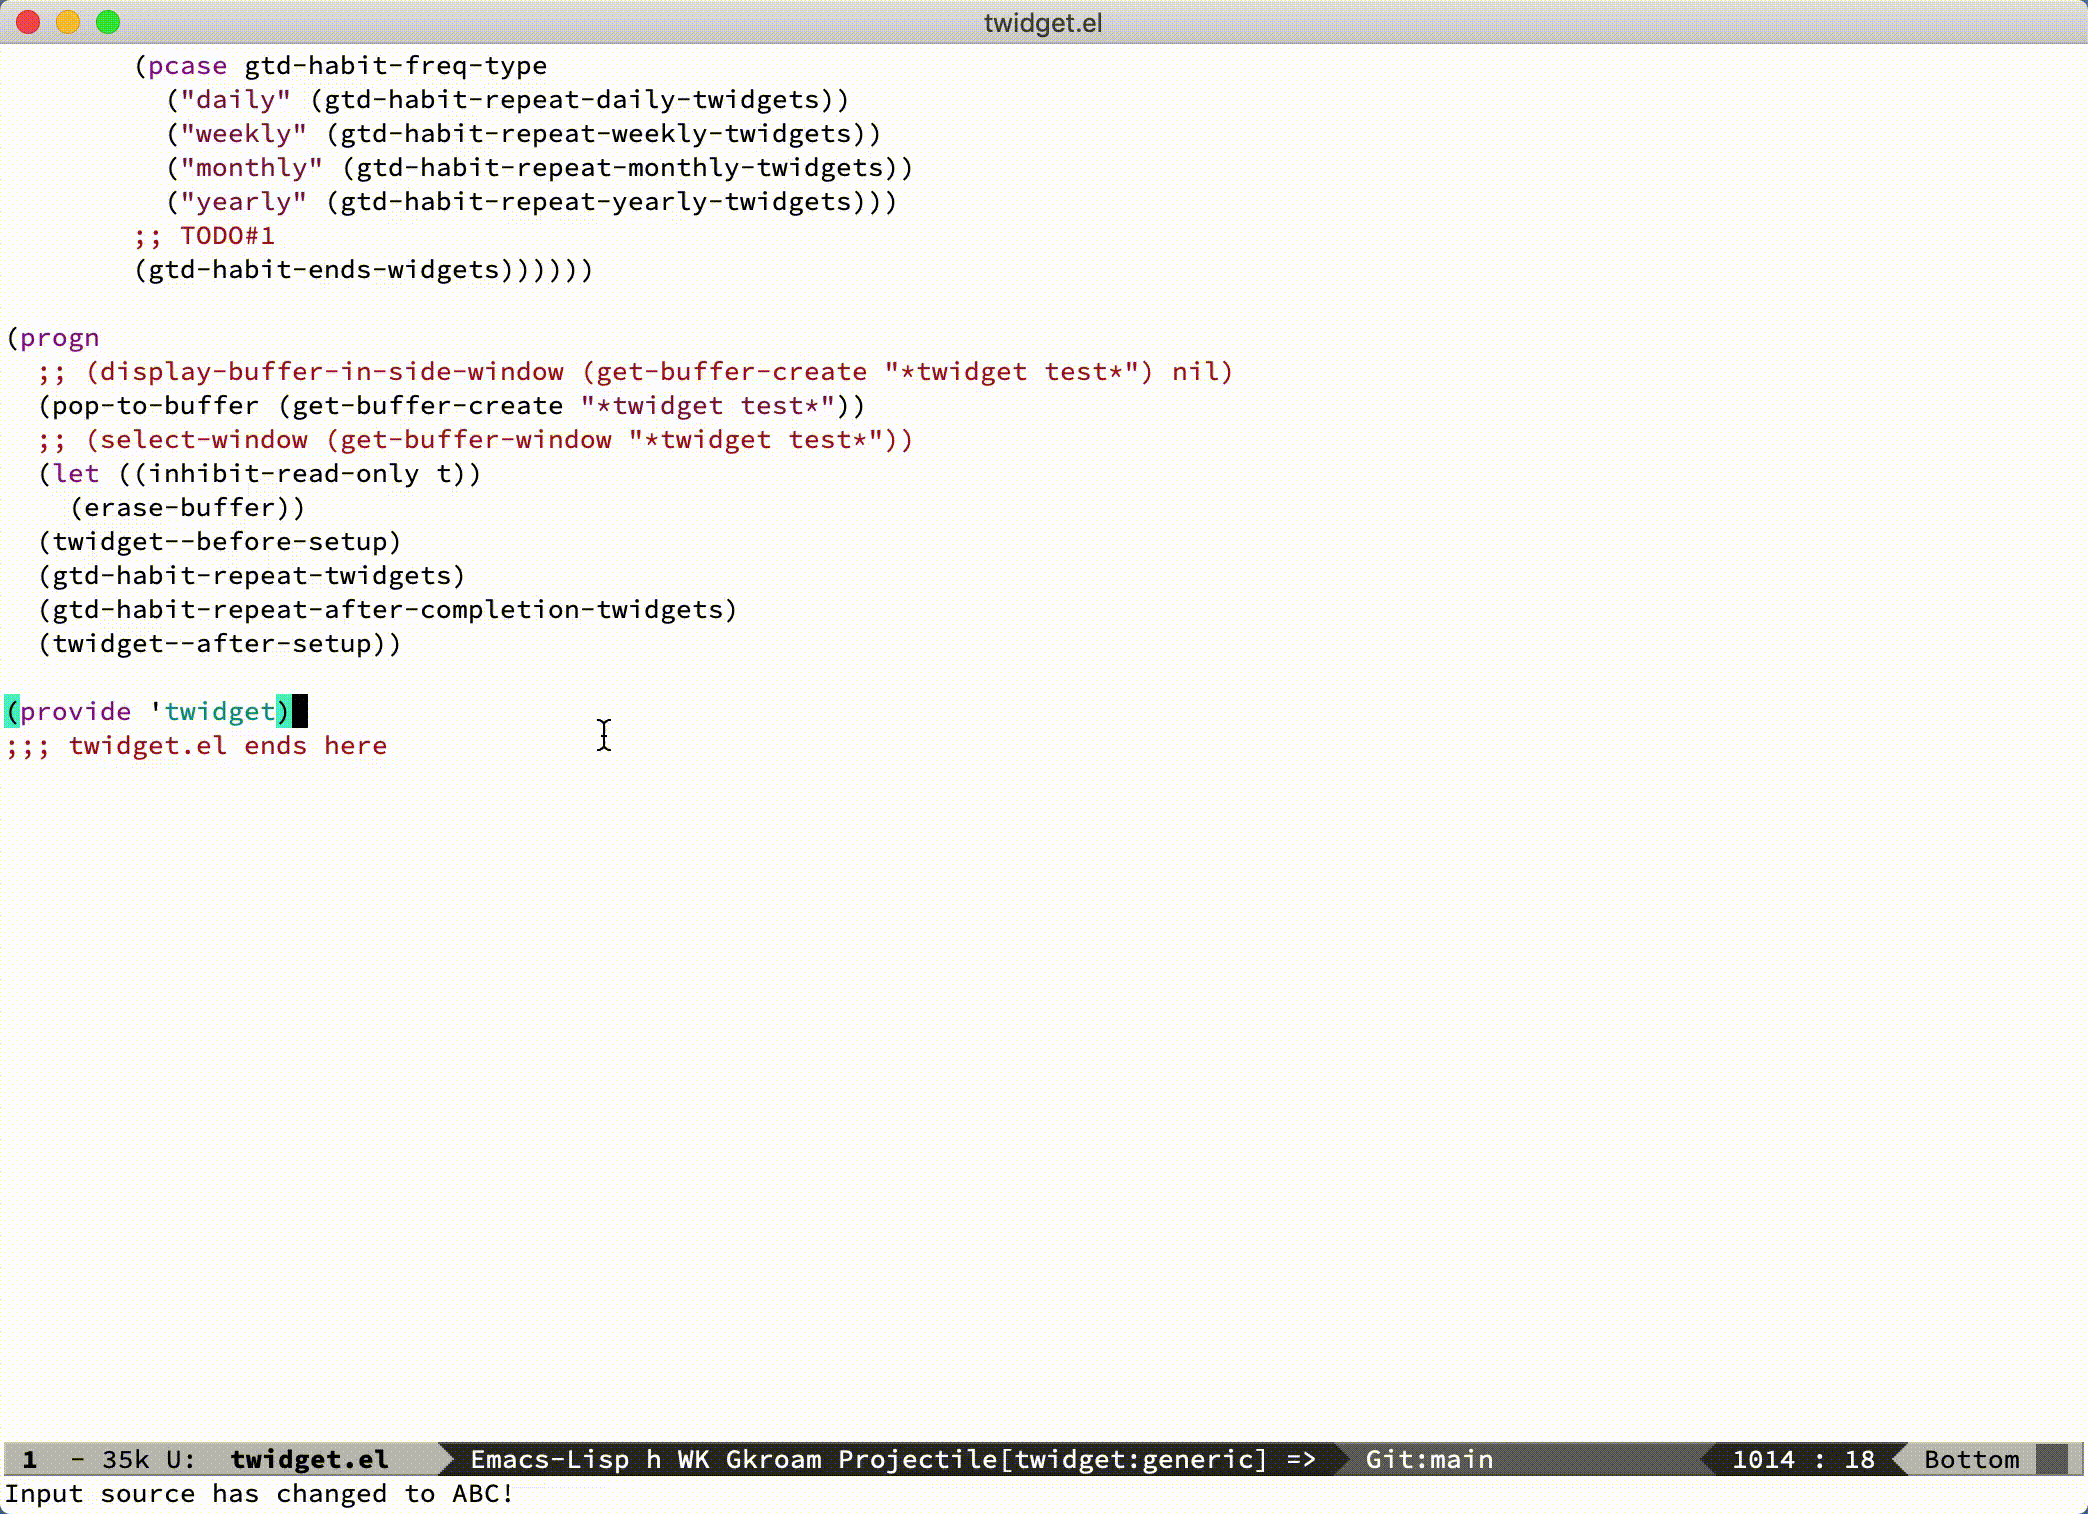 twidget.el
(pcase gtd-habit-freq-type
("daily" (gtd-habit-repeat-daily-twidgets))
("weekly" (gtd-habit-repeat-weekly-twidgets))
("monthly" (gtd-habit-repeat-monthly-twidgets))
("yearly" (gtd-habit-repeat-yearly-twidgets)))
;; TODO#1
(gtd-habit-ends-widgets))))))
(progn
;; (display-buffer-in-side-window (get-buffer-create "*twidget test*") nil)
(pop-to-buffer (get-buffer-create "*twidget test*"))
;; (select-window (get-buffer-window "*twidget test*"))
(let ((inhibit-read-only t))
(erase-buffer))
(twidget--before-setup)
(gtd-habit-repeat-twidgets)
(gtd-habit-repeat-after-completion-twidgets)
(twidget--after-setup))
(provide 'twidget)
;;; twidget.el ends here
1 - 35k U: twidget.el Emacs-Lisp h WK Gkroam Projectile[twidget:generic] => Git:main 1014 : 18 Bottom
Input source has changed to ABC!